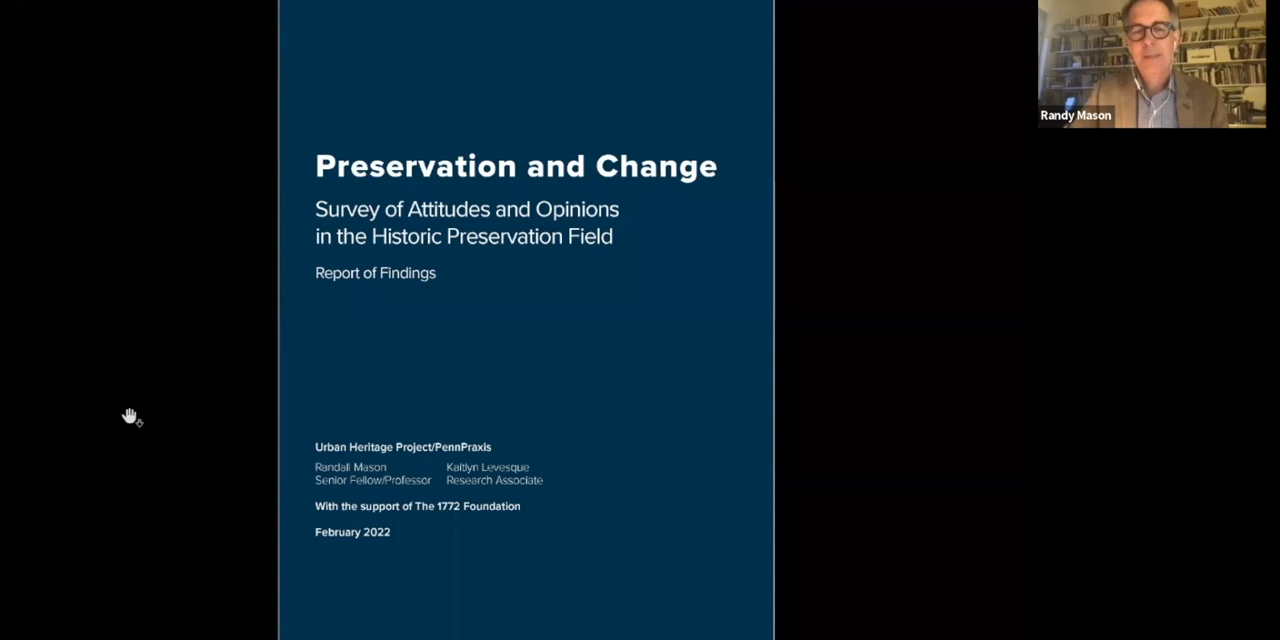 Preservation and Change
Survey of Attitudes and Opinions
in the Historic Preservation Field
Report of Findings
Urban Heritage Project/PennPraxis
Randall Mason Kaitlyn Levesque
Senior Fellow/Professor Research Associate
With the support of The 1772 Foundation
February 2022
Randy Mason